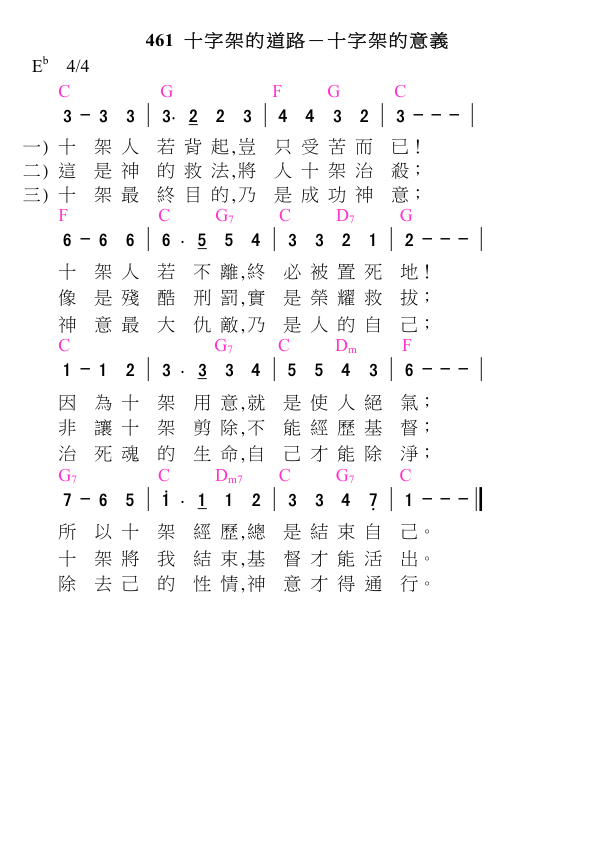 461 十字架的道路－十字架的意義
E♭ 4/4
C G F G C
3 - 3 3 | 3· 2 2 3 | 4 4 3 2 | 3 - - - |
一) 十 架 人 若 背 起,豈 只 受 苦 而 已!
二) 這 是 神 的 救 法,將 人 十 架 治 殺;
三) 十 架 最 終 目 的,乃 是 成 功 神 意;
F C G7 C D7 G
6 - 6 6 | 6 · 5 5 4 | 3 3 2 1 | 2 - - - |
十 架 人 若 不 離,終 必 被 置 死 地!
像 是 殘 酷 刑 罰,實 是 榮 耀 救 拔;
神 意 最 大 仇 敵,乃 是 人 的 自 己;
C G7 C Dm F
1 - 1 2 | 3 · 3 3 4 | 5 5 4 3 | 6 - - - |
因 為 十 架 用 意,就 是 使 人 絕 氣;
非 讓 十 架 剪 除,不 能 經 歷 基 督;
治 死 魂 的 生 命,自 己 才 能 除 淨;
G7 C Dm7 C G7 C
7 - 6 5 | 1̇ · 1 1 2 | 3 3 4 7̣ | 1 - - - ‖
所 以 十 架 經 歷,總 是 結 束 自 己。
十 架 將 我 結 束,基 督 才 能 活 出。
除 去 己 的 性 情,神 意 才 得 通 行。